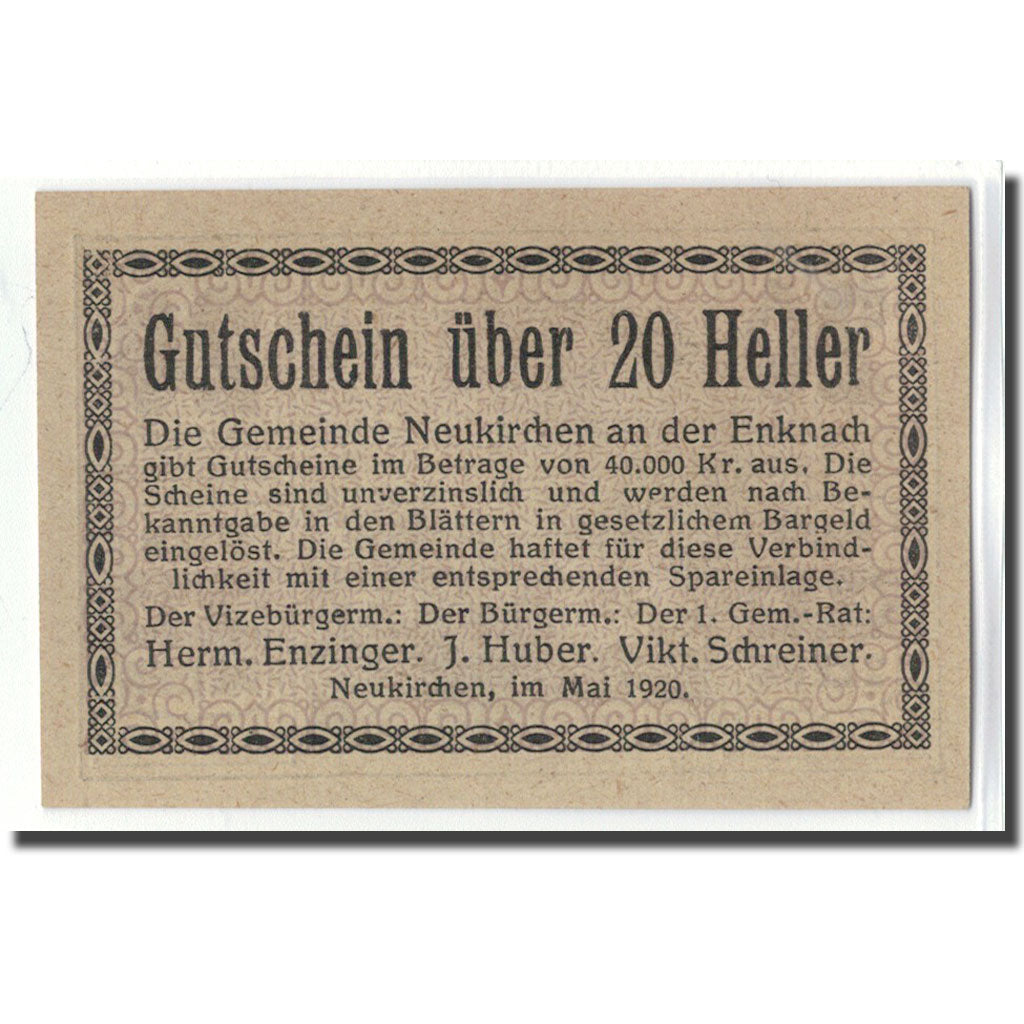 Gutschein über 20 Heller
Die Gemeinde Neukirchen an der Enknach
gibt Gutscheine im Betrage von 40.000 Kr. aus. Die
Scheine sind unverzinslich und werden nach Be-
kanntgabe in den Blättern in gesetzlichem Bargeld
eingelöst. Die Gemeinde haftet für diese Verbind-
lichkeit mit einer entsprechenden Spareinlage.
Der Vizebürgerm.: Der Bürgerm.: Der 1. Gem.-Rat:
Herm. Enzinger. J. Huber. Vikt. Schreiner.
Neukirchen, im Mai 1920.